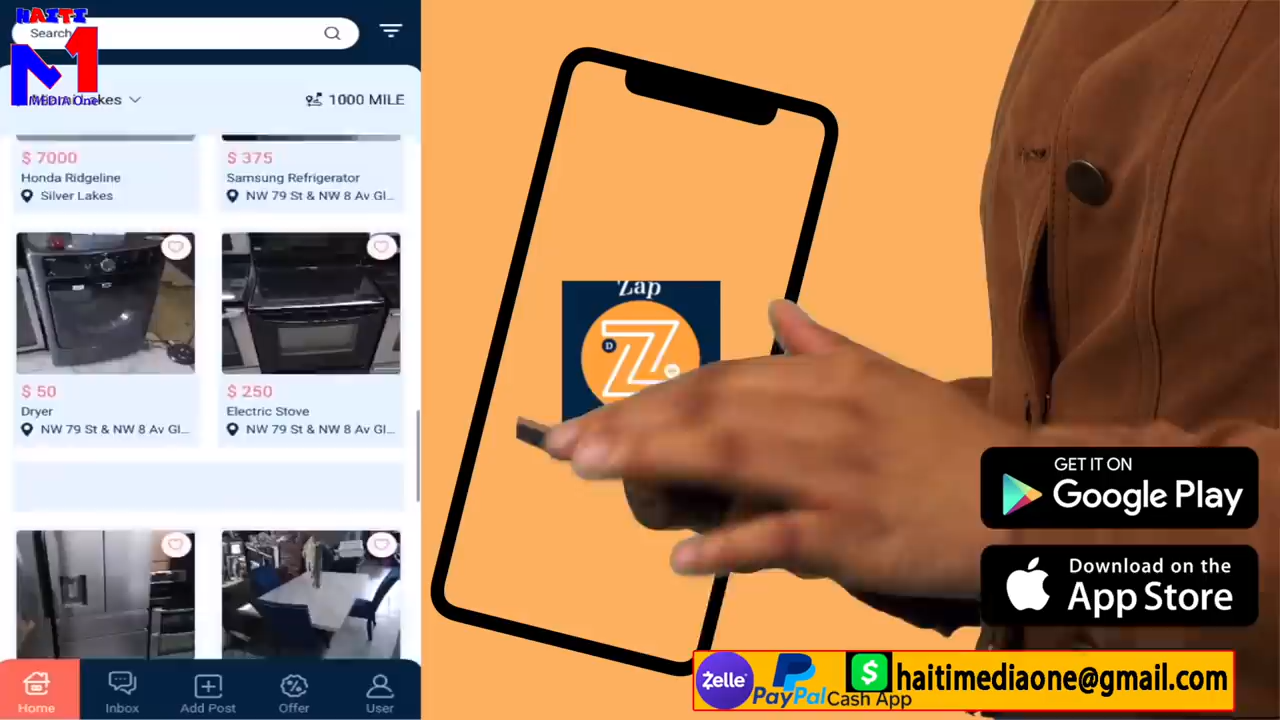 HAITI
Search
M1
MEDIA One
1000 MILE
$ 7000
$ 375
Honda Ridgeline
Samsung Refrigerator
Silver Lakes
NW 79 St & NW 8 Av Gl...
$ 50
$ 250
Dryer
Electric Stove
NW 79 St & NW 8 Av Gl...
NW 79 St & NW 8 Av Gl...
Home
Inbox
Add Post
Offer
User
Zap
Z
D
GET IT ON
Google Play
Download on the
App Store
Zelle
PayPal
$
Cash App
haitimediaone@gmail.com